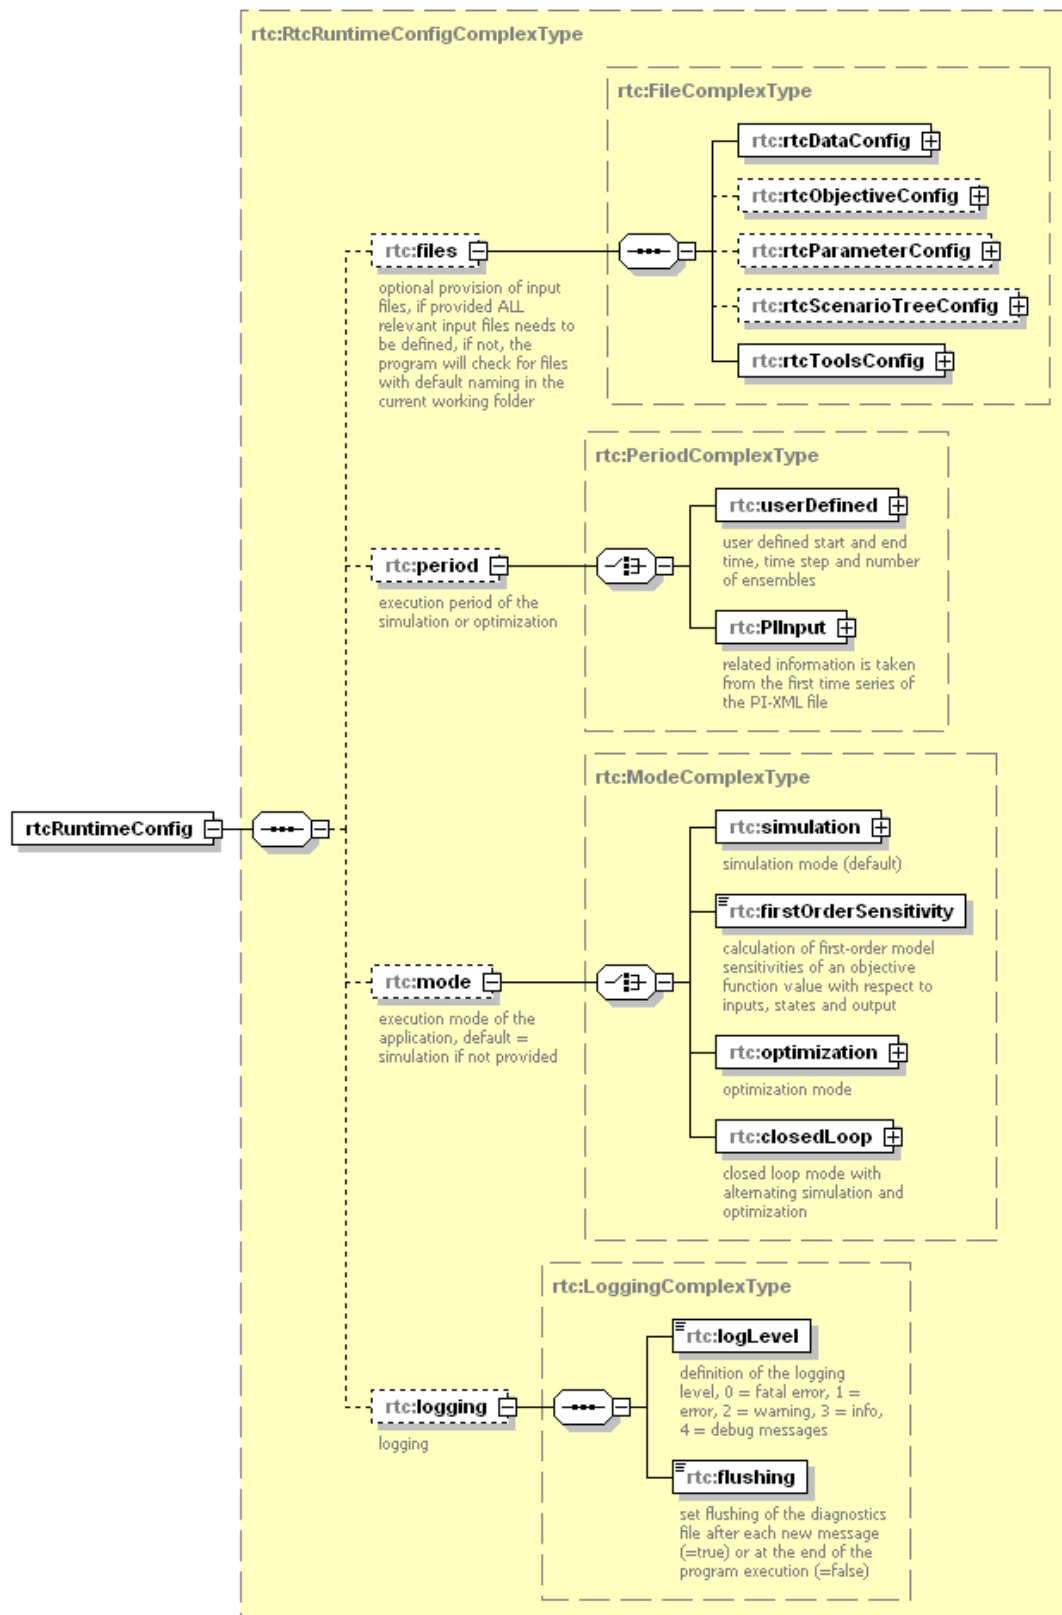 rtc:RtcRuntimeConfigComplexType
rtc:FileComplexType
rtc:rtcDataConfig
rtc:rtcObjectiveConfig
rtc:files
rtc:rtcParameterConfig
optional provision of input
files, if provided ALL
relevant input files needs to
be defined, if not, the
program will check for files
with default naming in the
current working folder
rtc:rtcScenarioTreeConfig
rtc:rtcToolsConfig
rtc:PeriodComplexType
rtc:userDefined
user defined start and end
time, time step and number
of ensembles
rtc:period
execution period of the
simulation or optimization
rtc:PIInput
related information is taken
from the first time series of
the PI-XML file
rtc:ModeComplexType
rtcRuntimeConfig
rtc:simulation
simulation mode (default)
rtc:firstOrderSensitivity
calculation of first-order model
sensitivities of an objective
function value with respect to
inputs, states and output
rtc:mode
execution mode of the
application, default =
simulation if not provided
rtc:optimization
optimization mode
rtc:closedLoop
closed loop mode with
alternating simulation and
optimization
rtc:LoggingComplexType
rtc:logLevel
definition of the logging
level, 0 = fatal error, 1 =
error, 2 = warning, 3 = info,
4 = debug messages
rtc:logging
logging
rtc:flushing
set flushing of the diagnostics
file after each new message
(=true) or at the end of the
program execution (=false)